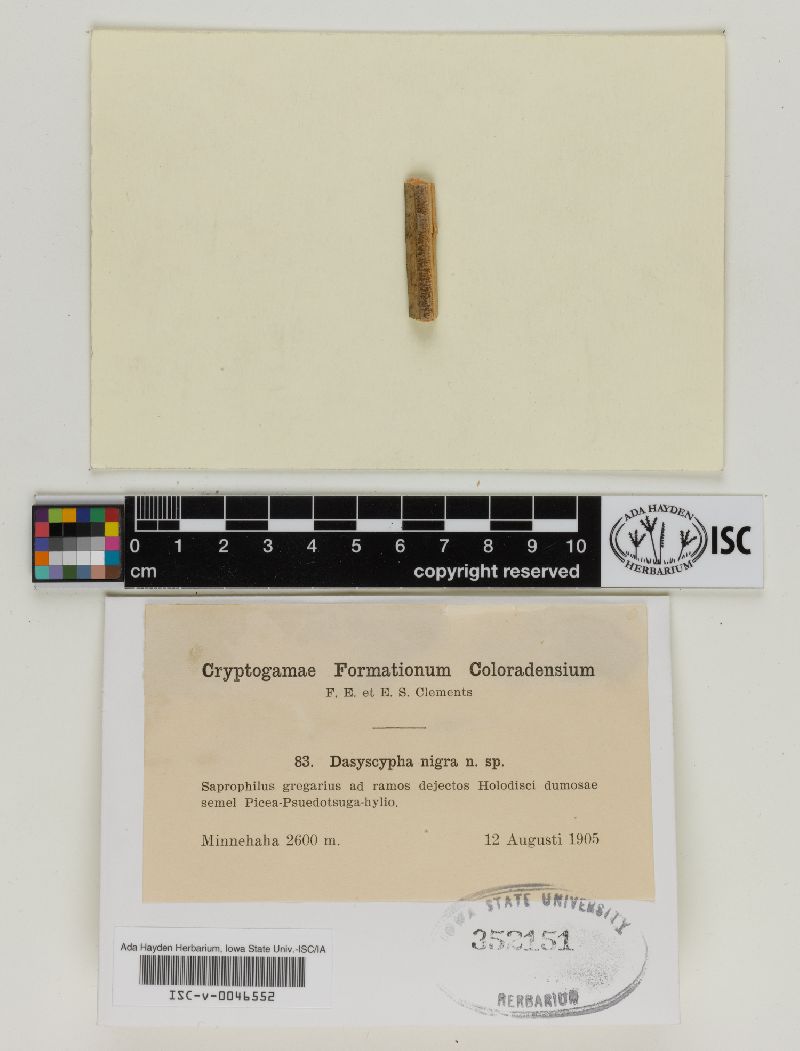 0 1 2 3 4 5 6 7 8 9 10
cm copyright reserved
ADA HAYDEN
HERBARIUM
ISC
Cryptogamae Formationum Coloradensium
F. E. et E. S. Clements
83. Dasyscypha nigra n. sp.
Saprophilus gregarius ad ramos dejectos Holodisci dumosae
semel Picea-Psuedotsuga-hylio.
Minnehaha 2600 m. 12 Augusti 1905
IOWA STATE UNIVERSITY
352151
HERBARIUM
Ada Hayden Herbarium, Iowa State Univ.-ISC/IA
ISC-v-0046552